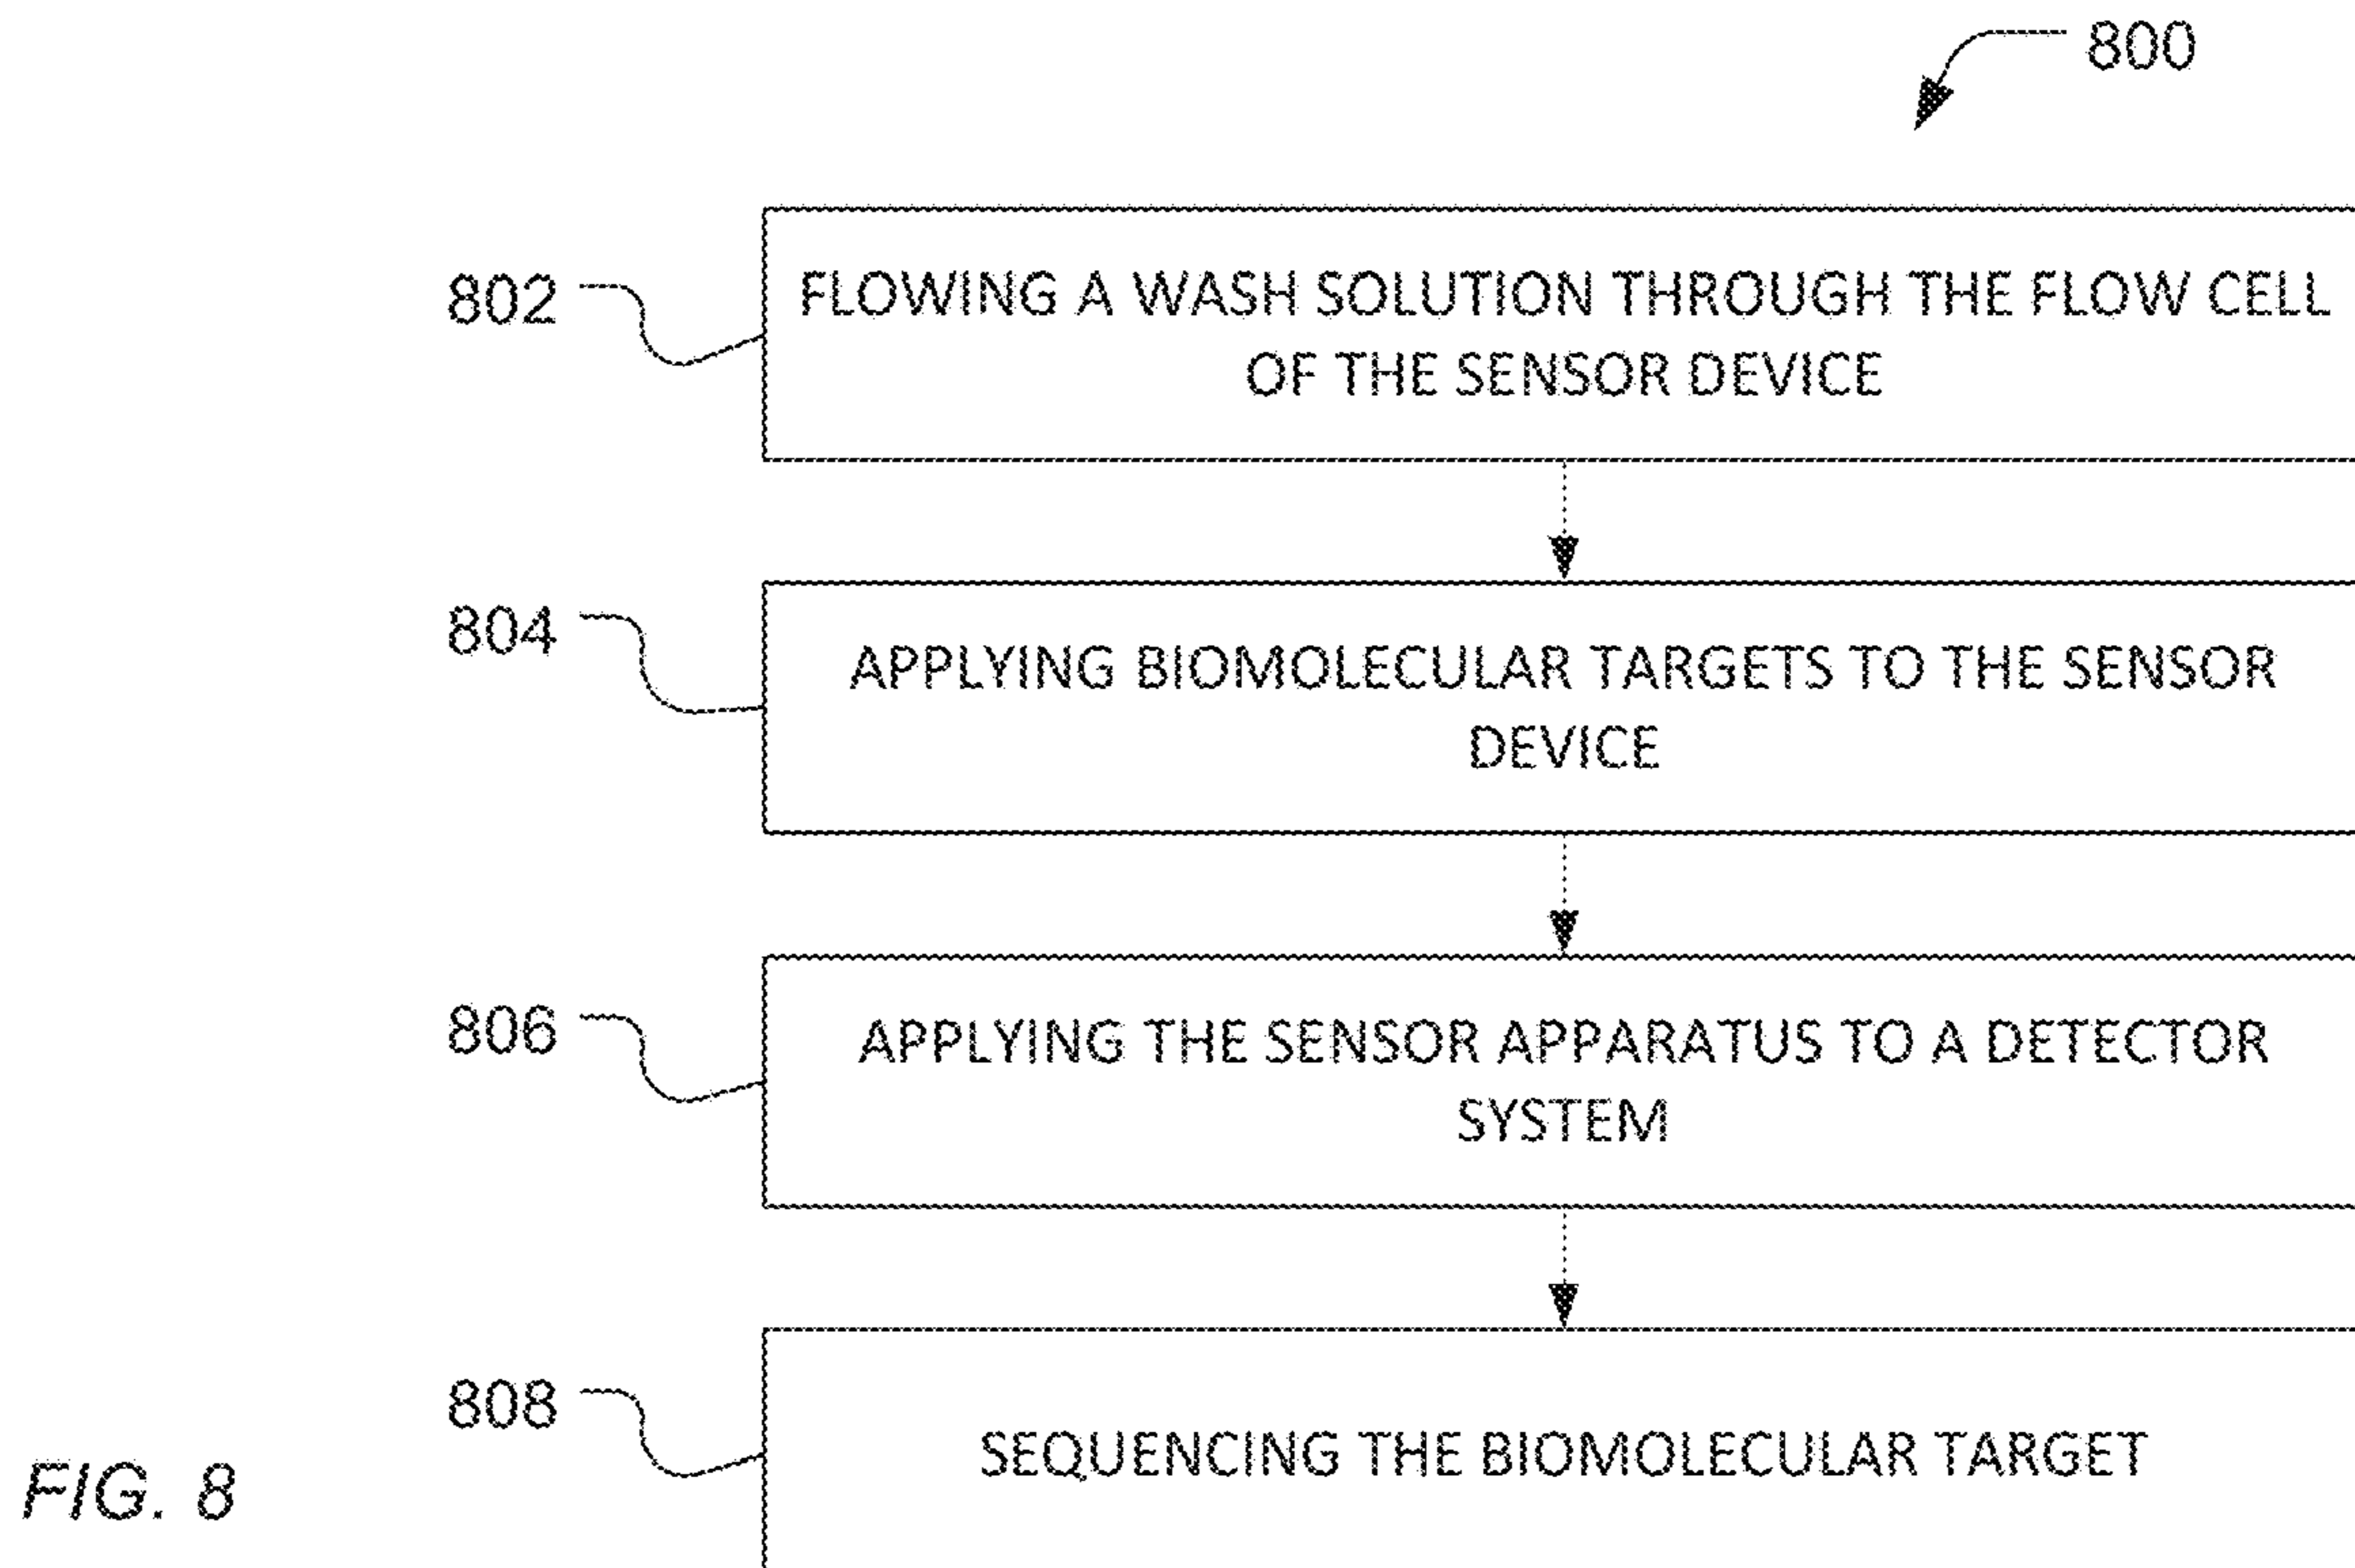 800
802
FLOWING A WASH SOLUTION THROUGH THE FLOW CELL
OF THE SENSOR DEVICE
804
APPLYING BIOMOLECULAR TARGETS TO THE SENSOR
DEVICE
806
APPLYING THE SENSOR APPARATUS TO A DETECTOR
SYSTEM
808
SEQUENCING THE BIOMOLECULAR TARGET
FIG. 8